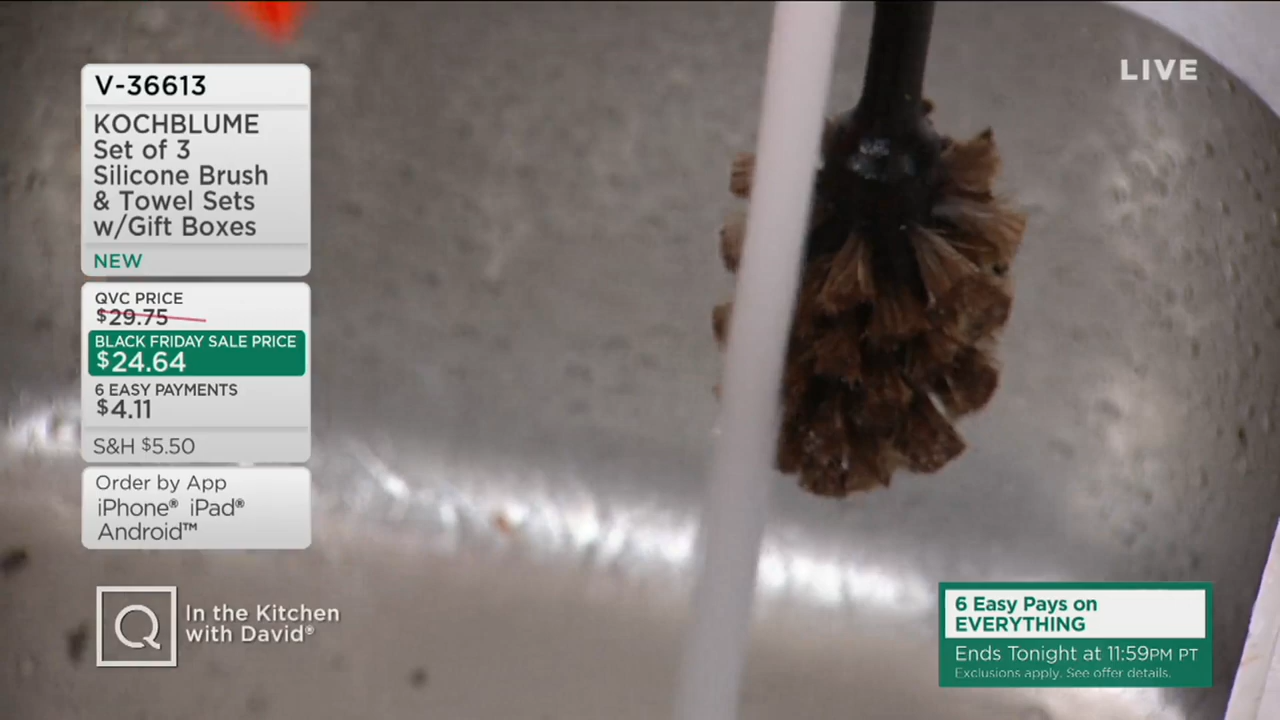 V-36613
KOCHBLUME
Set of 3
Silicone Brush
& Towel Sets
w/Gift Boxes
NEW
QVC PRICE
$29.75
BLACK FRIDAY SALE PRICE
$24.64
6 EASY PAYMENTS
$4.11
S&H $5.50
Order by App
iPhone® iPad®
Android™
Q
In the Kitchen
with David®
LIVE
6 Easy Pays on
EVERYTHING
Ends Tonight at 11:59PM PT
Exclusions apply. See offer details.